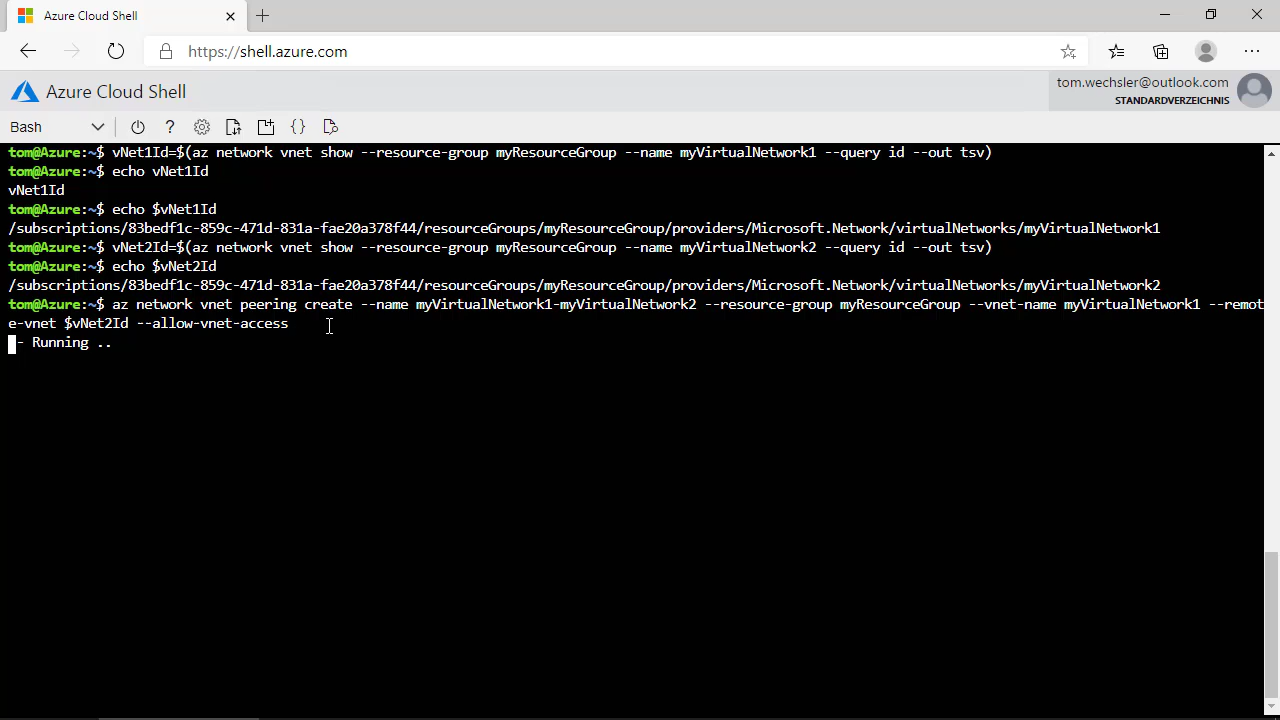 Azure Cloud Shell
https://shell.azure.com
Azure Cloud Shell
tom.wechsler@outlook.com
STANDARDVERZEICHNIS
Bash
tom@Azure:~$ vNet1Id=$(az network vnet show --resource-group myResourceGroup --name myVirtualNetwork1 --query id --out tsv)
tom@Azure:~$ echo vNet1Id
vNet1Id
tom@Azure:~$ echo $vNet1Id
/subscriptions/83bedf1c-859c-471d-831a-fae20a378f44/resourceGroups/myResourceGroup/providers/Microsoft.Network/virtualNetworks/myVirtualNetwork1
tom@Azure:~$ vNet2Id=$(az network vnet show --resource-group myResourceGroup --name myVirtualNetwork2 --query id --out tsv)
tom@Azure:~$ echo $vNet2Id
/subscriptions/83bedf1c-859c-471d-831a-fae20a378f44/resourceGroups/myResourceGroup/providers/Microsoft.Network/virtualNetworks/myVirtualNetwork2
tom@Azure:~$ az network vnet peering create --name myVirtualNetwork1-myVirtualNetwork2 --resource-group myResourceGroup --vnet-name myVirtualNetwork1 --remot
e-vnet $vNet2Id --allow-vnet-access
- Running ..